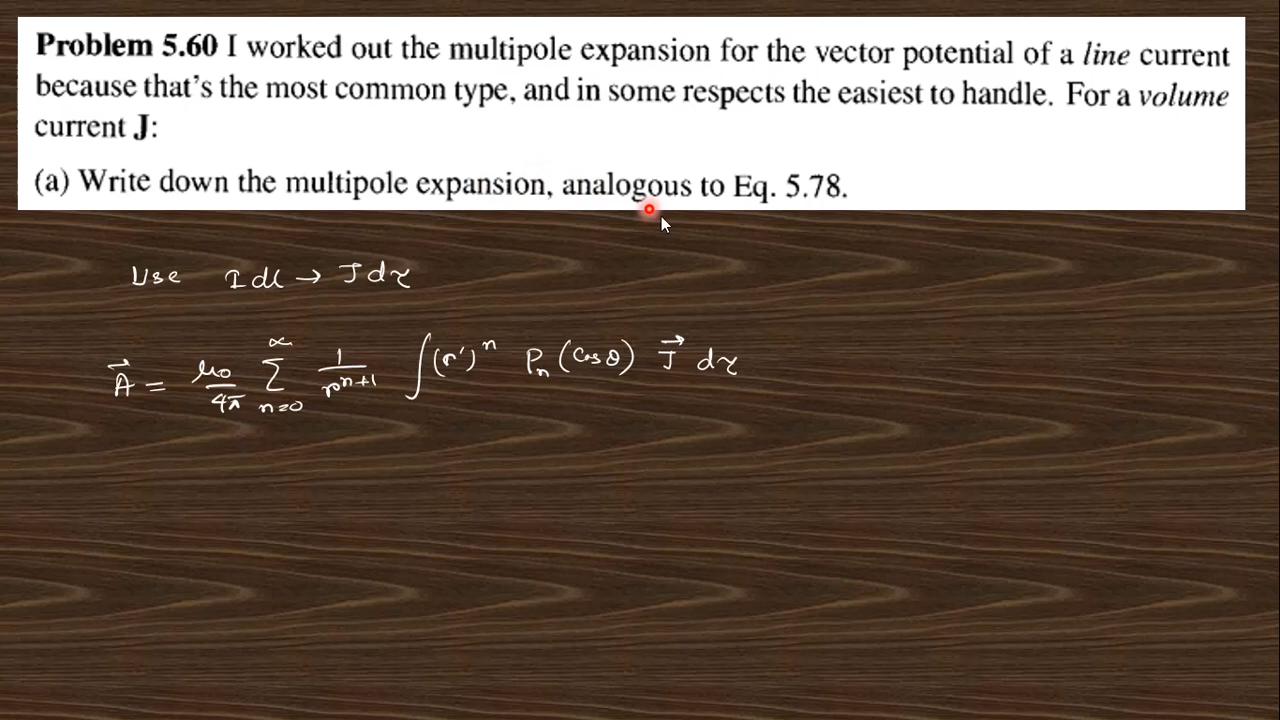 Problem 5.60 I worked out the multipole expansion for the vector potential of a line current
because that's the most common type, and in some respects the easiest to handle. For a volume
current J:
(a) Write down the multipole expansion, analogous to Eq. 5.78.
Use I dl → J dτ
A⃗ = μ₀/4π ∑_{n=0}^{∞} 1/r^{n+1} ∫ (r')^n P_n (cos θ) J⃗ dτ